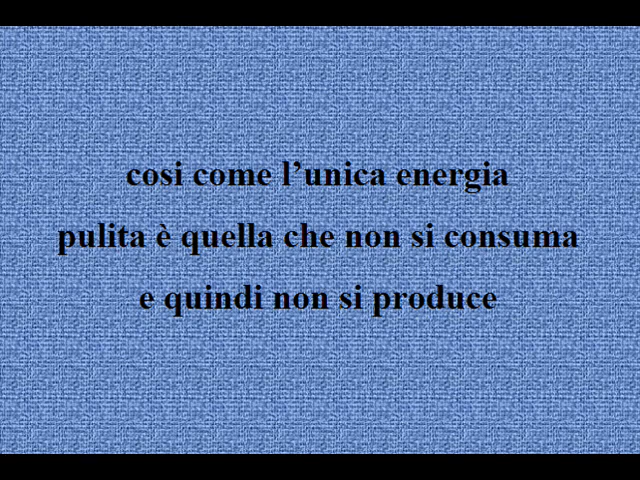 cosi come l’unica energia
pulita è quella che non si consuma
e quindi non si produce